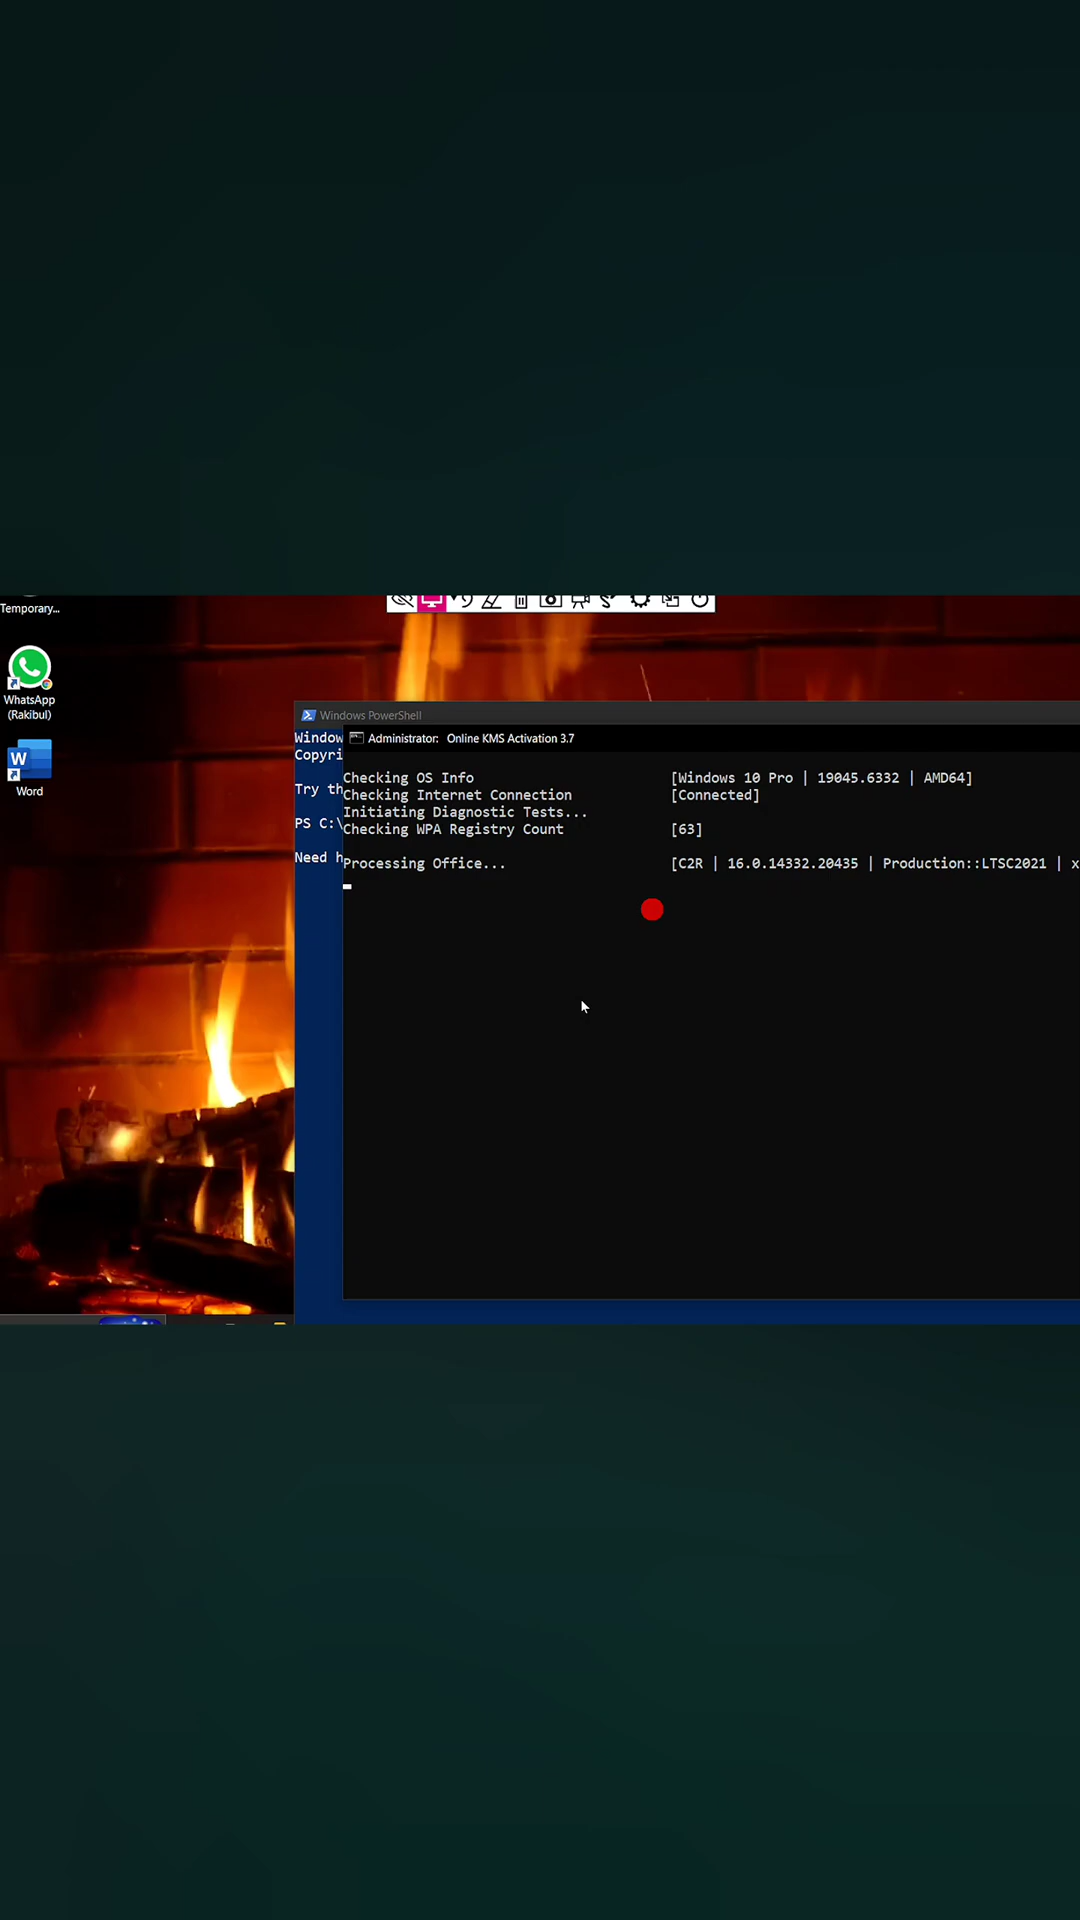 Temporary...
WhatsApp
(Rakibul)
Word
Windows PowerShell
Window
Copyri
Try th
PS C:\
Need h
Administrator: Online KMS Activation 3.7
Checking OS Info [Windows 10 Pro | 19045.6332 | AMD64]
Checking Internet Connection [Connected]
Initiating Diagnostic Tests...
Checking WPA Registry Count [63]
Processing Office... [C2R | 16.0.14332.20435 | Production::LTSC2021 | x